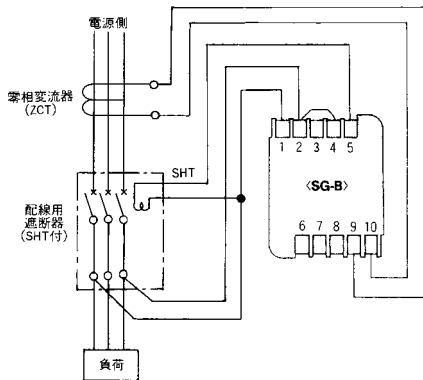 電源側
零相変流器
(ZCT)
SHT
配線用
遮断器
(SHT付)
負荷
1 2 3 4 5
〈SG-B〉
6 7 8 9 10